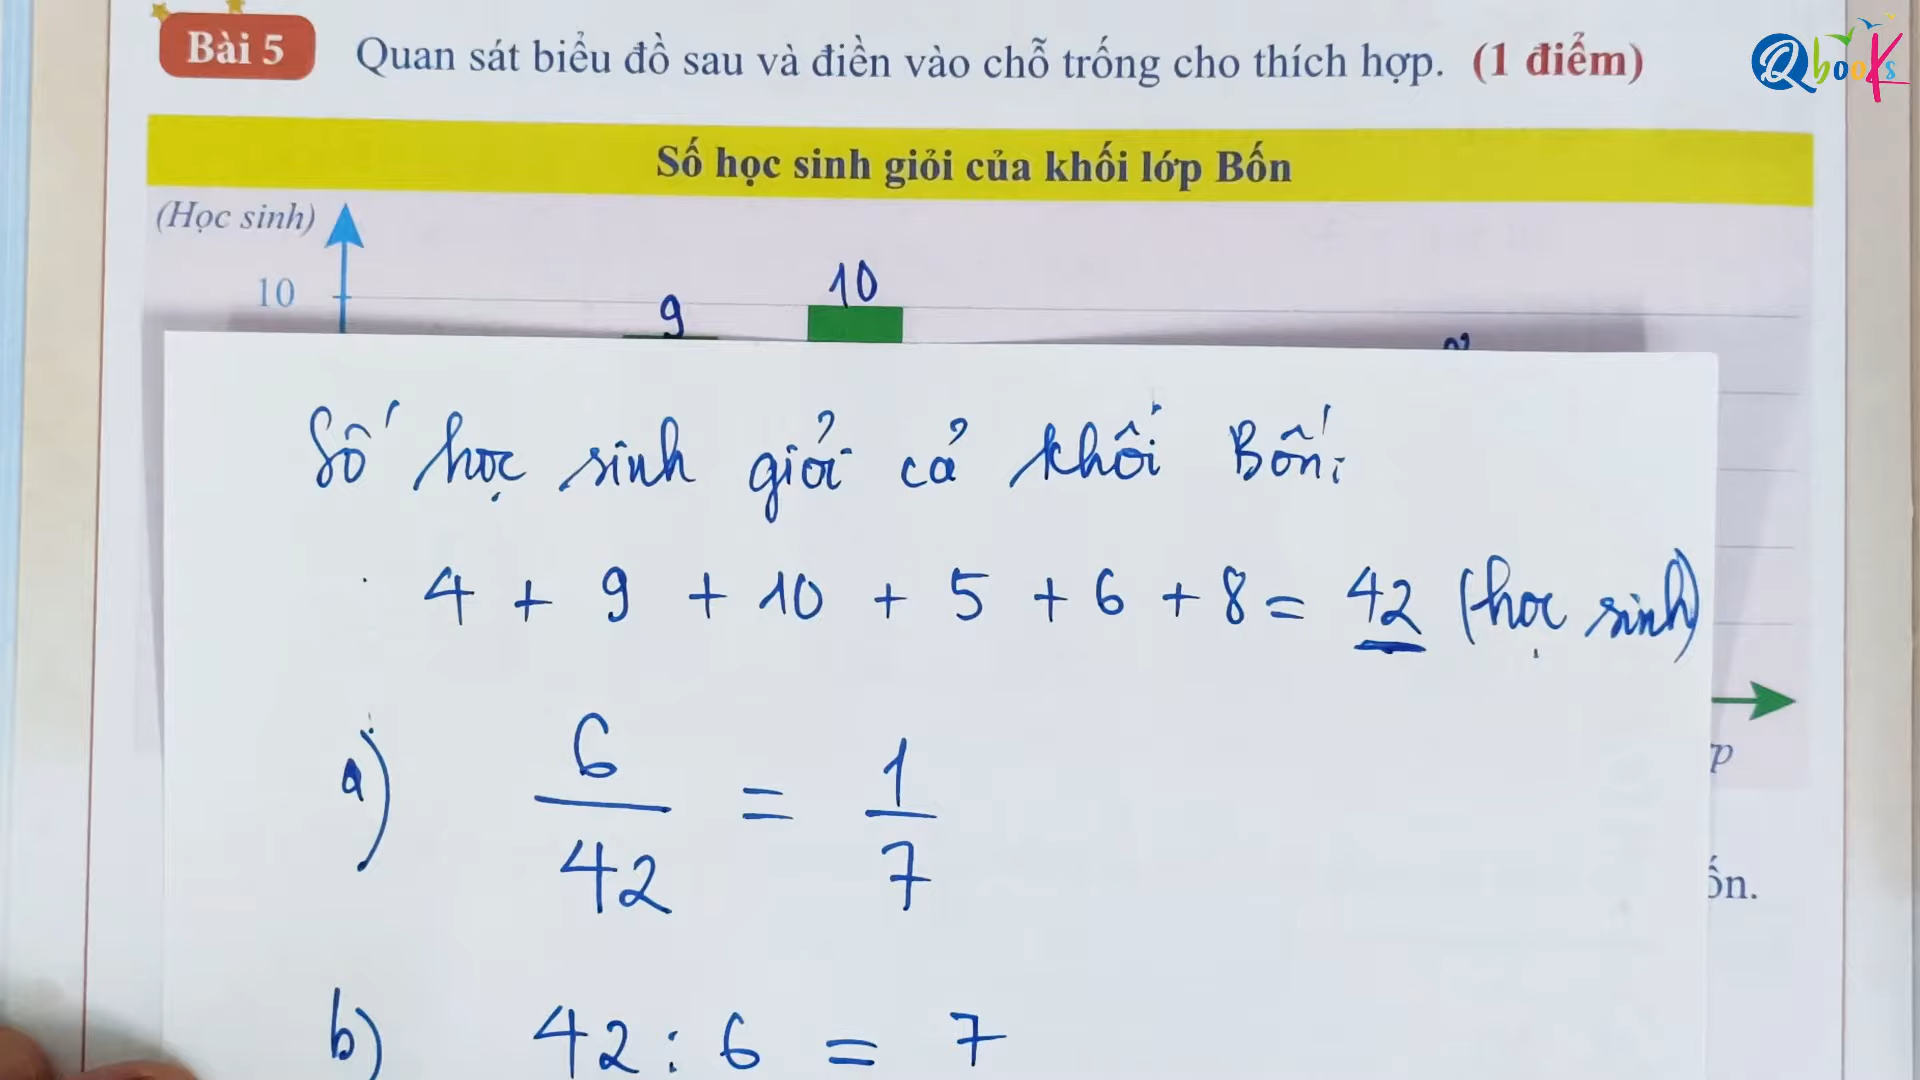 Bài 5 Quan sát biểu đồ sau và điền vào chỗ trống cho thích hợp. (1 điểm)
Qbooks
Số học sinh giỏi của khối lớp Bốn
(Học sinh)
10
9
10
Số học sinh giỏi cả khối Bốn:
4 + 9 + 10 + 5 + 6 + 8 = 42 (học sinh)
a) 6/42 = 1/7
ốn.
b) 42 : 6 = 7